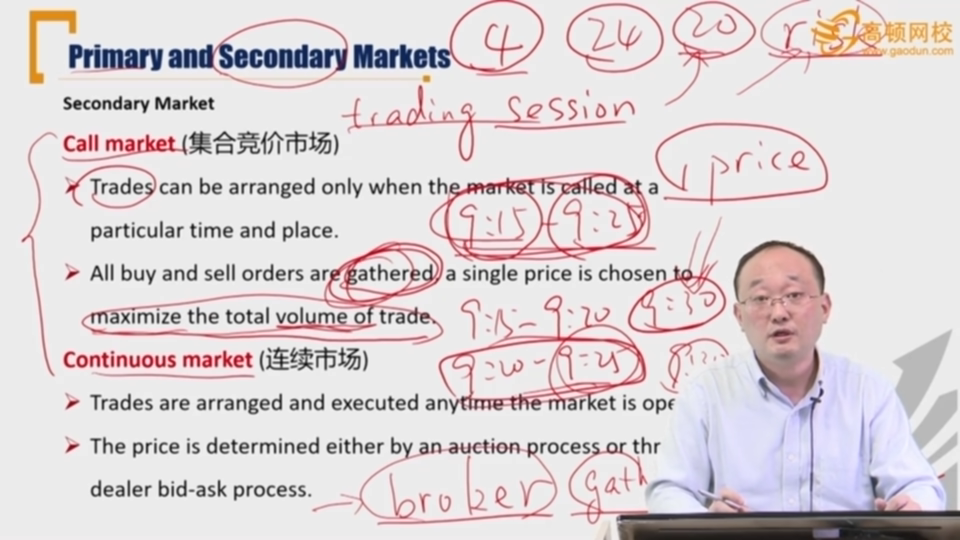 Primary and Secondary Markets
4 24 20
高顿网校
www.gaodun.com
Secondary Market
trading session
Call market (集合竞价市场)
1 price
Trades can be arranged only when the market is called at a
9:15 - 9:25
particular time and place.
All buy and sell orders are gathered, a single price is chosen to
9:30
maximize the total volume of trade.
9:15 - 9:20
Continuous market (连续市场)
9:20 - 9:25
Trades are arranged and executed anytime the market is ope
The price is determined either by an auction process or thr
dealer bid-ask process.
broker gath